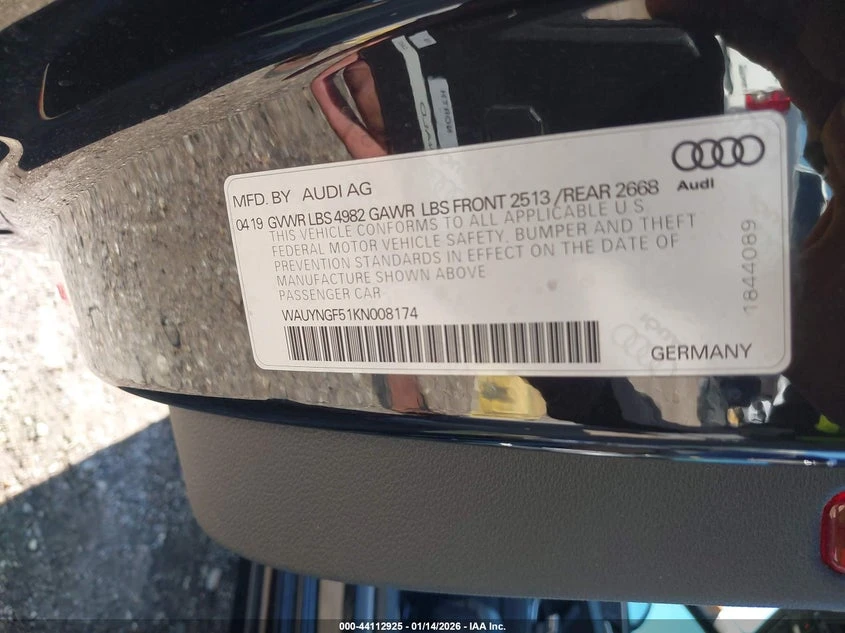 MFD. BY AUDI AG
Audi
04 19 GVWR LBS 4982 GAWR LBS FRONT 2513 /REAR 2668
THIS VEHICLE CONFORMS TO ALL APPLICABLE U S
FEDERAL MOTOR VEHICLE SAFETY, BUMPER AND THEFT
PREVENTION STANDARDS IN EFFECT ON THE DATE OF
MANUFACTURE SHOWN ABOVE
PASSENGER CAR
WAUYNGF51KN008174
GERMANY
1844089
000-44112925 - 01/14/2026 - IAA Inc.